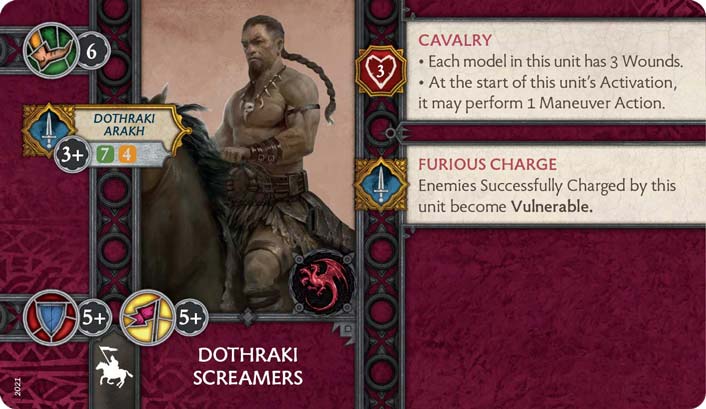 6
DOTHRAKI
ARAKH
3+ 7 4
5+ 5+
DOTHRAKI
SCREAMERS
2021
3
CAVALRY
• Each model in this unit has 3 Wounds.
• At the start of this unit's Activation,
it may perform 1 Maneuver Action.
FURIOUS CHARGE
Enemies Successfully Charged by this
unit become Vulnerable.